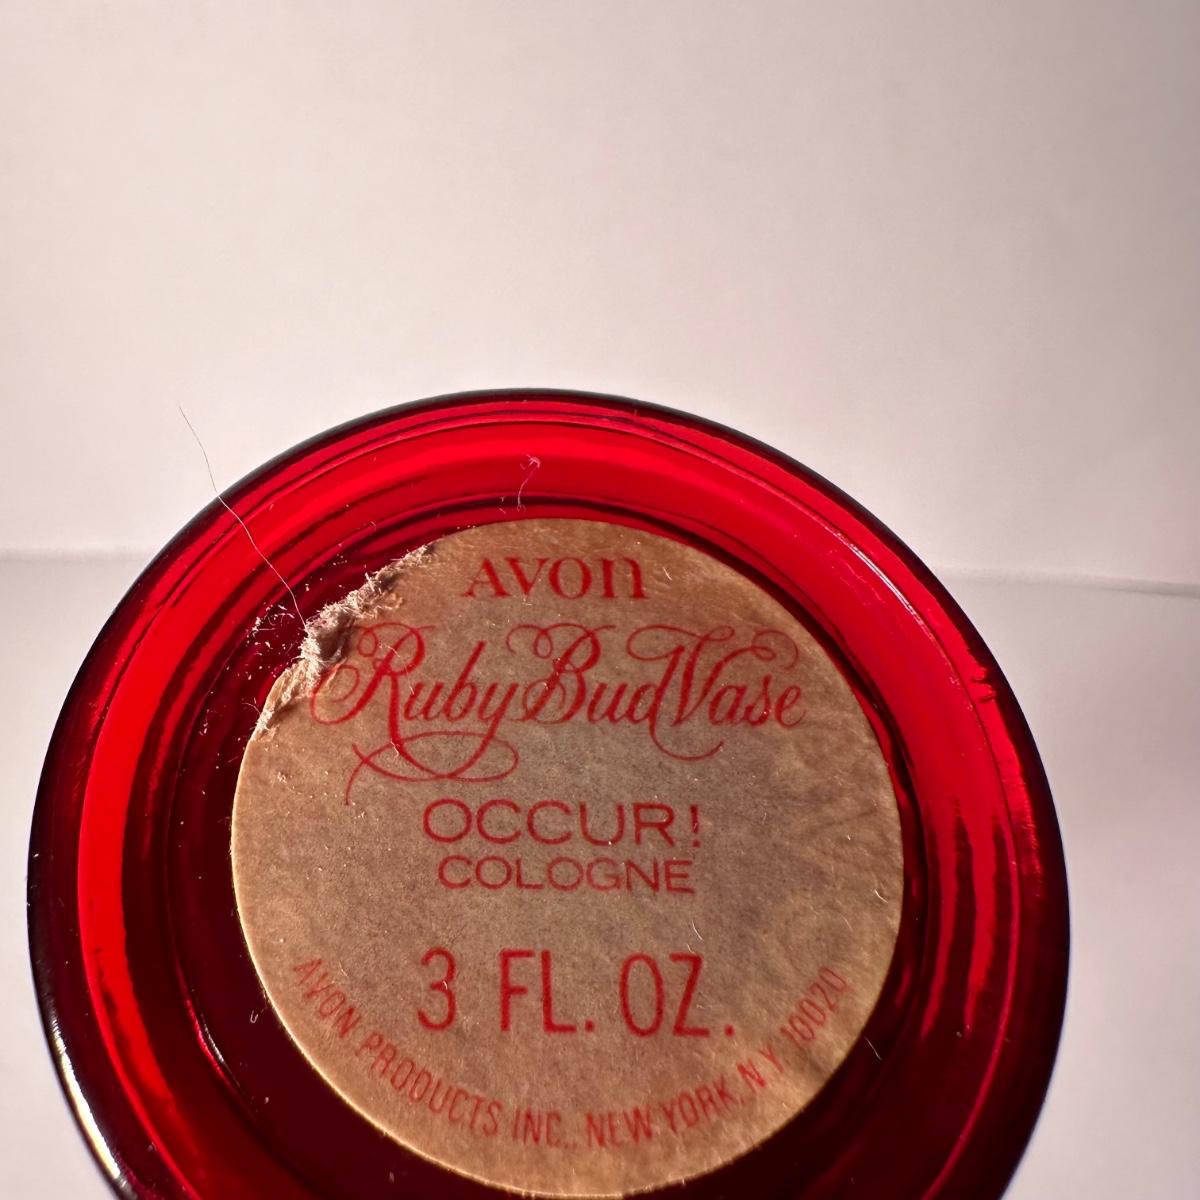 AVON
Ruby Bud Vase
OCCUR!
COLOGNE
3 FL. OZ.
AVON PRODUCTS INC., NEW YORK, N.Y. 10020